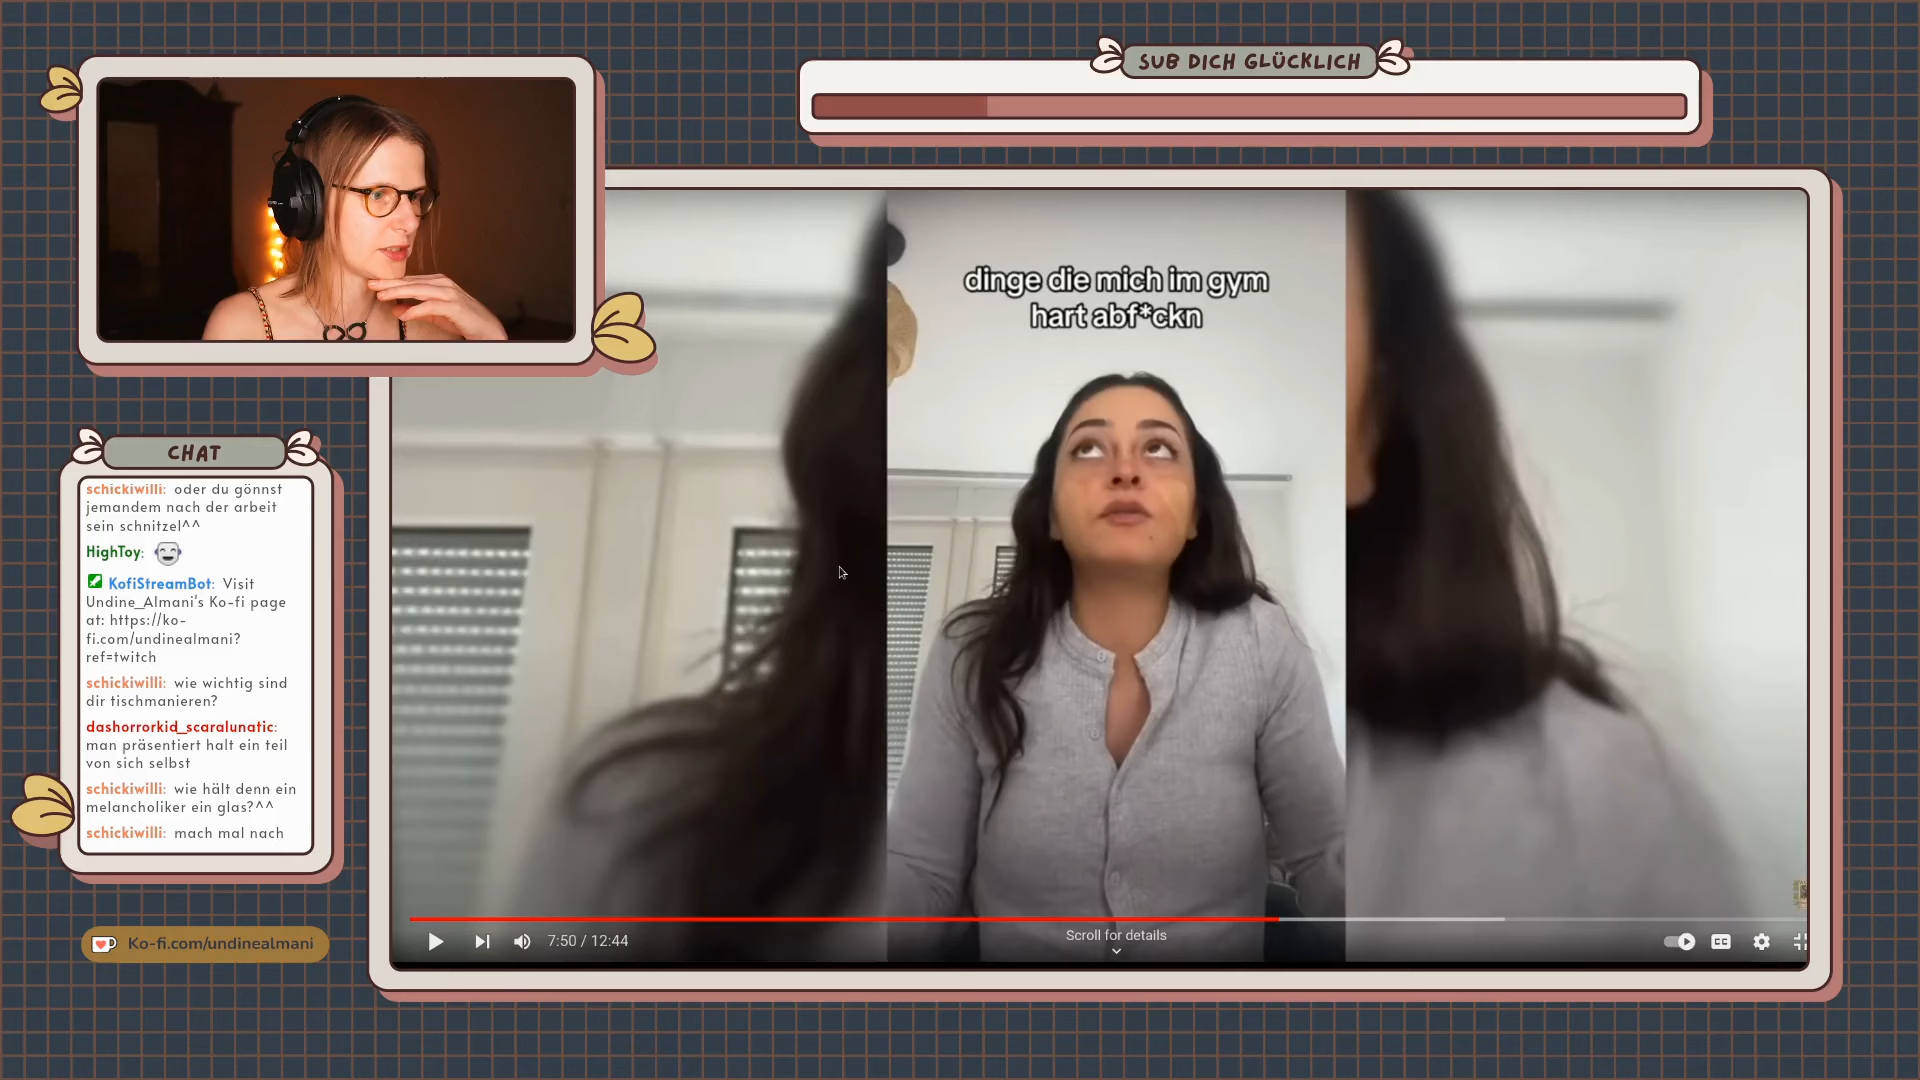 SUB DICH GLÜCKLICH
dinge die mich im gym
hart abf*ckn
CHAT
schickiwilli: oder du gönnst
jemandem nach der arbeit
sein schnitzel^^
HighToy:
KofiStreamBot: Visit
Undine_Almani's Ko-fi page
at: https://ko-
fi.com/undinealmani?
ref=twitch
schickiwilli: wie wichtig sind
dir tischmanieren?
dashorrorkid_scaralunatic:
man präsentiert halt ein teil
von sich selbst
schickiwilli: wie hält denn ein
melancholiker ein glas?^^
schickiwilli: mach mal nach
Ko-fi.com/undinealmani
7:50 / 12:44
Scroll for details
CC